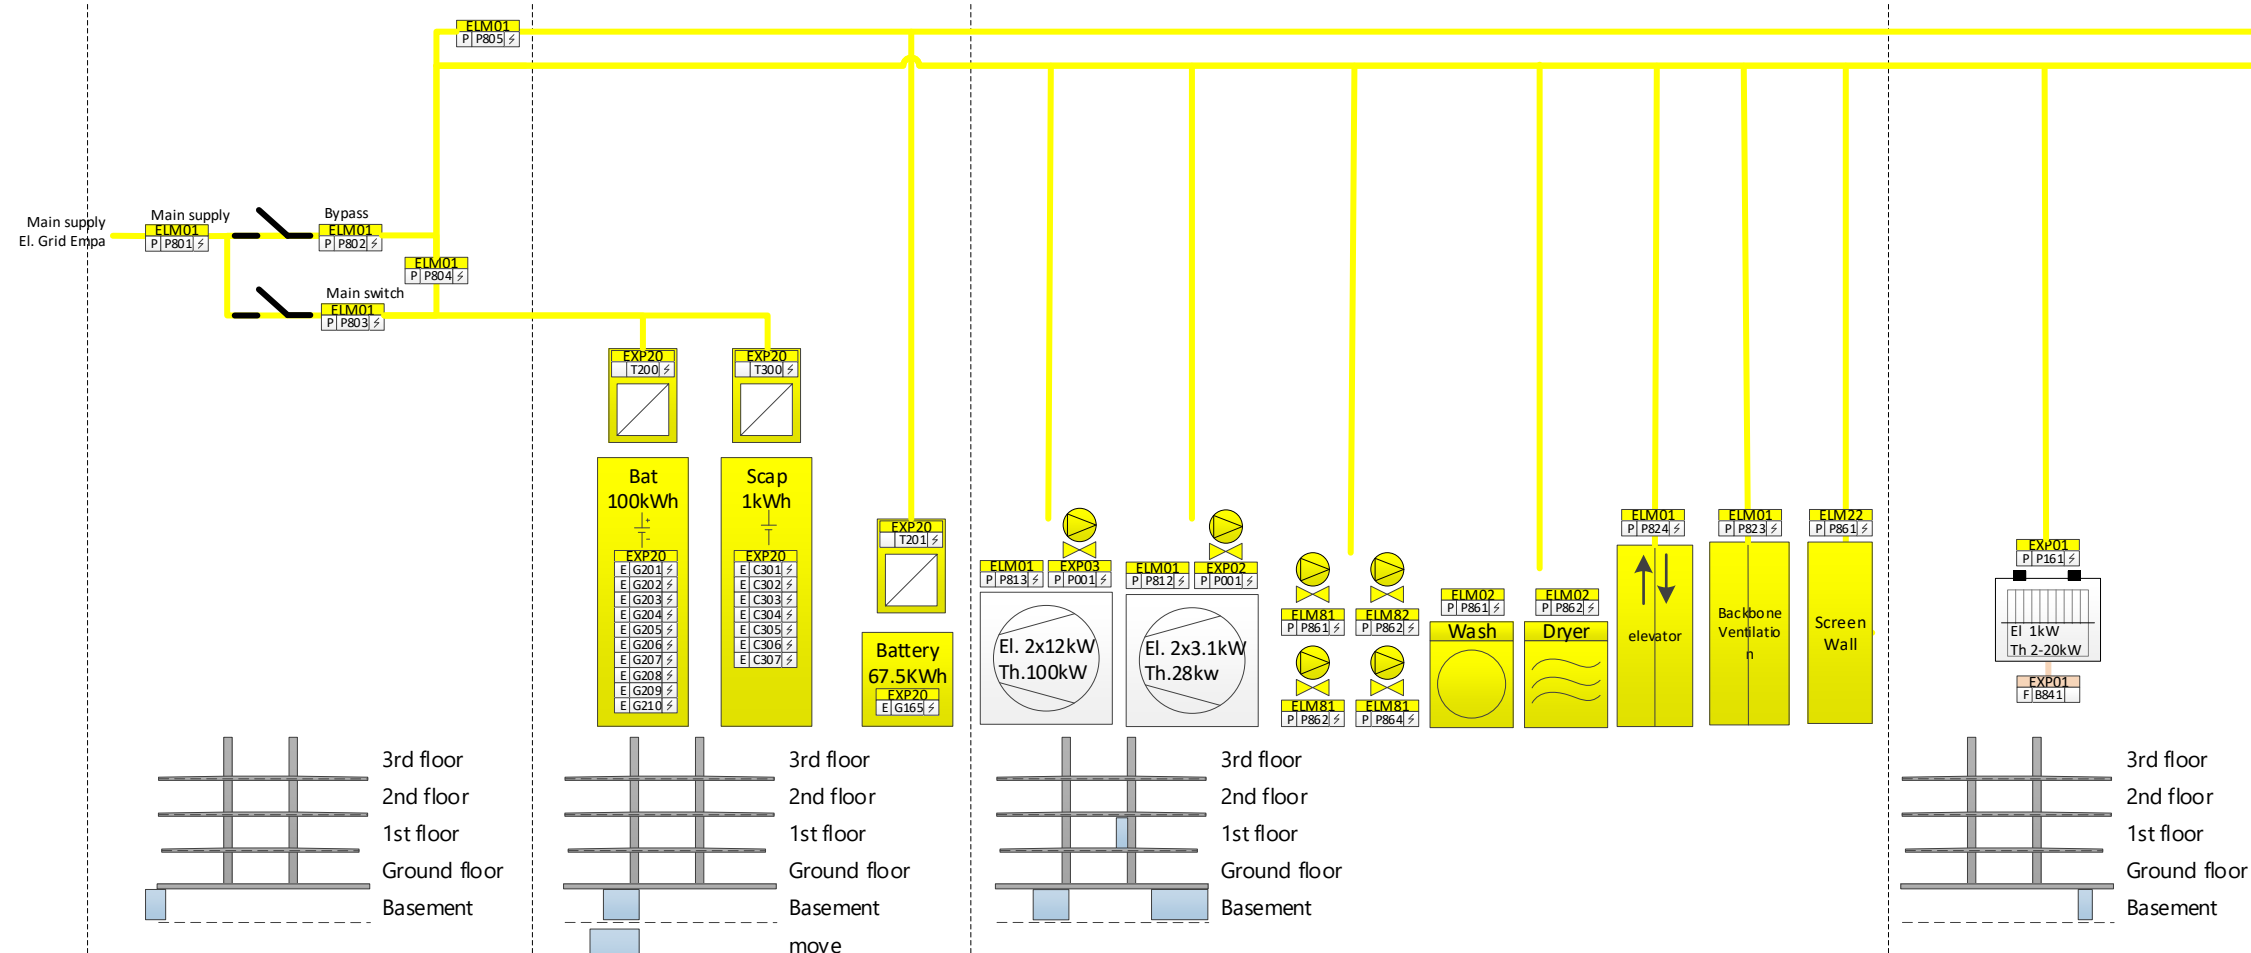 ELM01
P P805
Main supply
El. Grid Empa
Main supply
ELM01
P P801
Bypass
ELM01
P P802
ELM01
P P804
Main switch
ELM01
P P803
EXP20
T200
EXP20
T300
Bat
100kWh
+
-
EXP20
E G201
E G202
E G203
E G204
E G205
E G206
E G207
E G208
E G209
E G210
Scap
1kWh
EXP20
E C301
E C302
E C303
E C304
E C305
E C306
E C307
EXP20
T201
Battery
67.5KWh
EXP20
E G165
ELM01
P P813
EXP03
P P001
El. 2x12kW
Th.100kW
ELM01
P P812
EXP02
P P001
El. 2x3.1kW
Th.28kw
ELM81
P P861
ELM82
P P862
ELM81
P P862
ELM81
P P864
ELM02
P P861
Wash
ELM02
P P862
Dryer
ELM01
P P824
elevator
ELM01
P P823
Backbone
Ventilatio
n
ELM22
P P861
Screen
Wall
EXP01
P P161
El 1kW
Th 2-20kW
EXP01
F B841
3rd floor
2nd floor
1st floor
Ground floor
Basement
3rd floor
2nd floor
1st floor
Ground floor
Basement
move
3rd floor
2nd floor
1st floor
Ground floor
Basement
3rd floor
2nd floor
1st floor
Ground floor
Basement